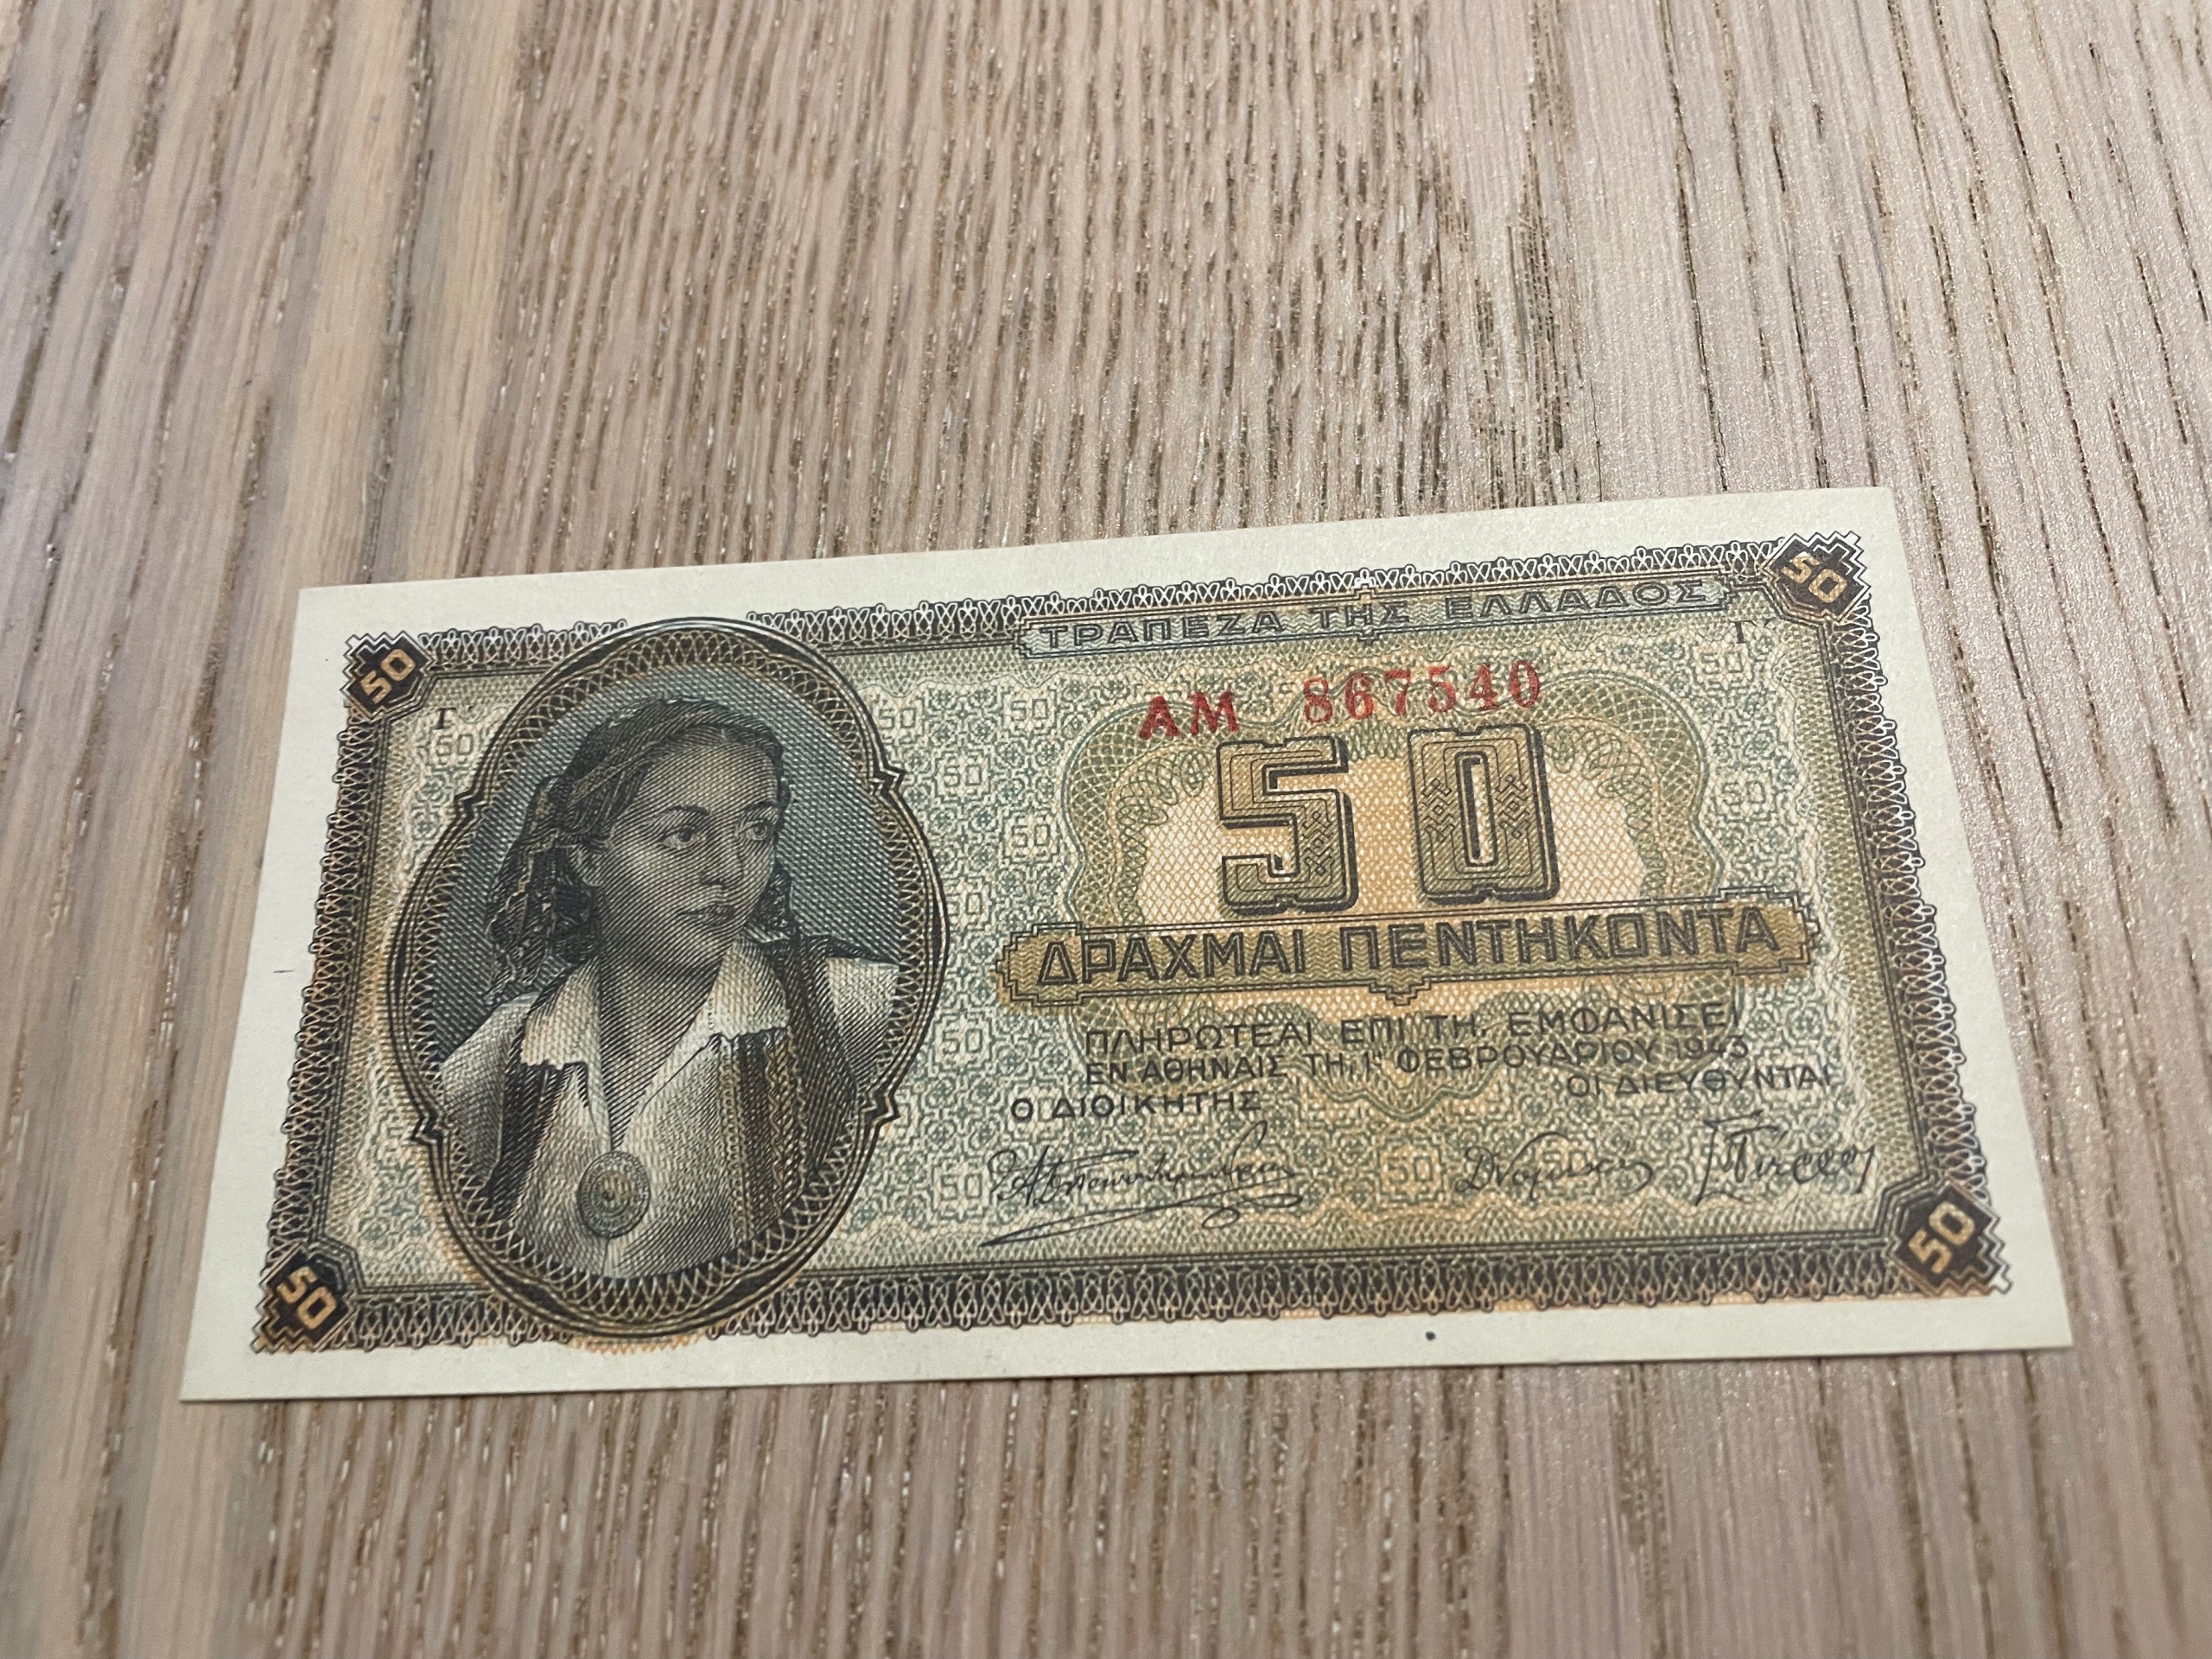 ΤΡΑΠΕΖΑ ΤΗΣ ΕΛΛΑΔΟΣ
50 50
Γ Γ
ΑΜ 867540
50
ΔΡΑΧΜΑΙ ΠΕΝΤΗΚΟΝΤΑ
ΠΛΗΡΩΤΕΑΙ ΕΠΙ ΤΗ, ΕΜΦΑΝΙΣΕΙ
ΕΝ ΑΘΗΝΑΙΣ ΤΗ, 1ῃ ΦΕΒΡΟΥΑΡΙΟΥ 1943
Ο ΔΙΟΙΚΗΤΗΣ ΟΙ ΔΙΕΥΘΥΝΤΑΙ
50 50